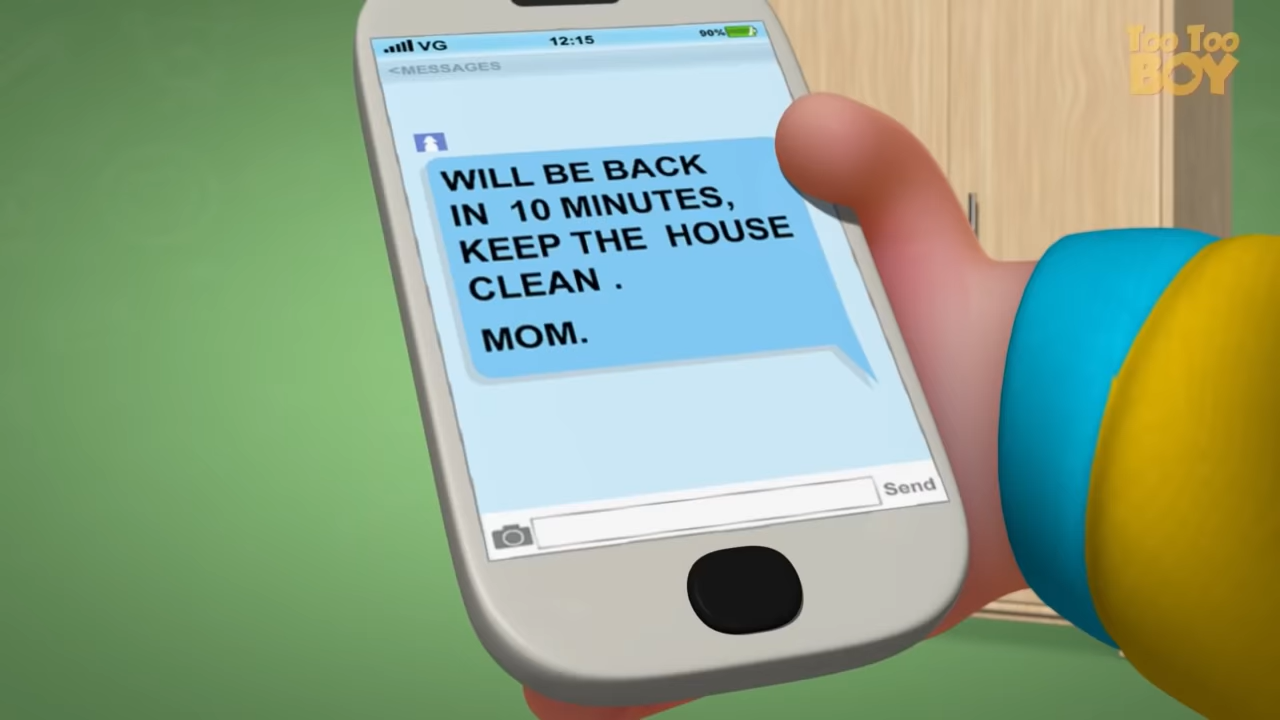 VG 12:15 90%
<MESSAGES
WILL BE BACK
IN 10 MINUTES,
KEEP THE HOUSE
CLEAN .
MOM.
Send
TOO TOO
BOY